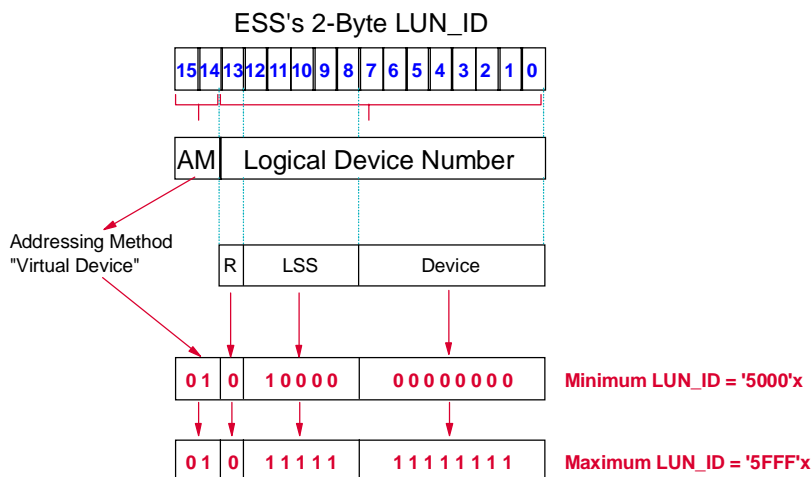 ESS's 2-Byte LUN_ID
15 14 13 12 11 10 9 8 7 6 5 4 3 2 1 0
AM Logical Device Number
Addressing Method
"Virtual Device"
R LSS Device
0 1 0 1 0 0 0 0 0 0 0 0 0 0 0 0 Minimum LUN_ID = '5000'x
0 1 0 1 1 1 1 1 1 1 1 1 1 1 1 1 Maximum LUN_ID = '5FFF'x